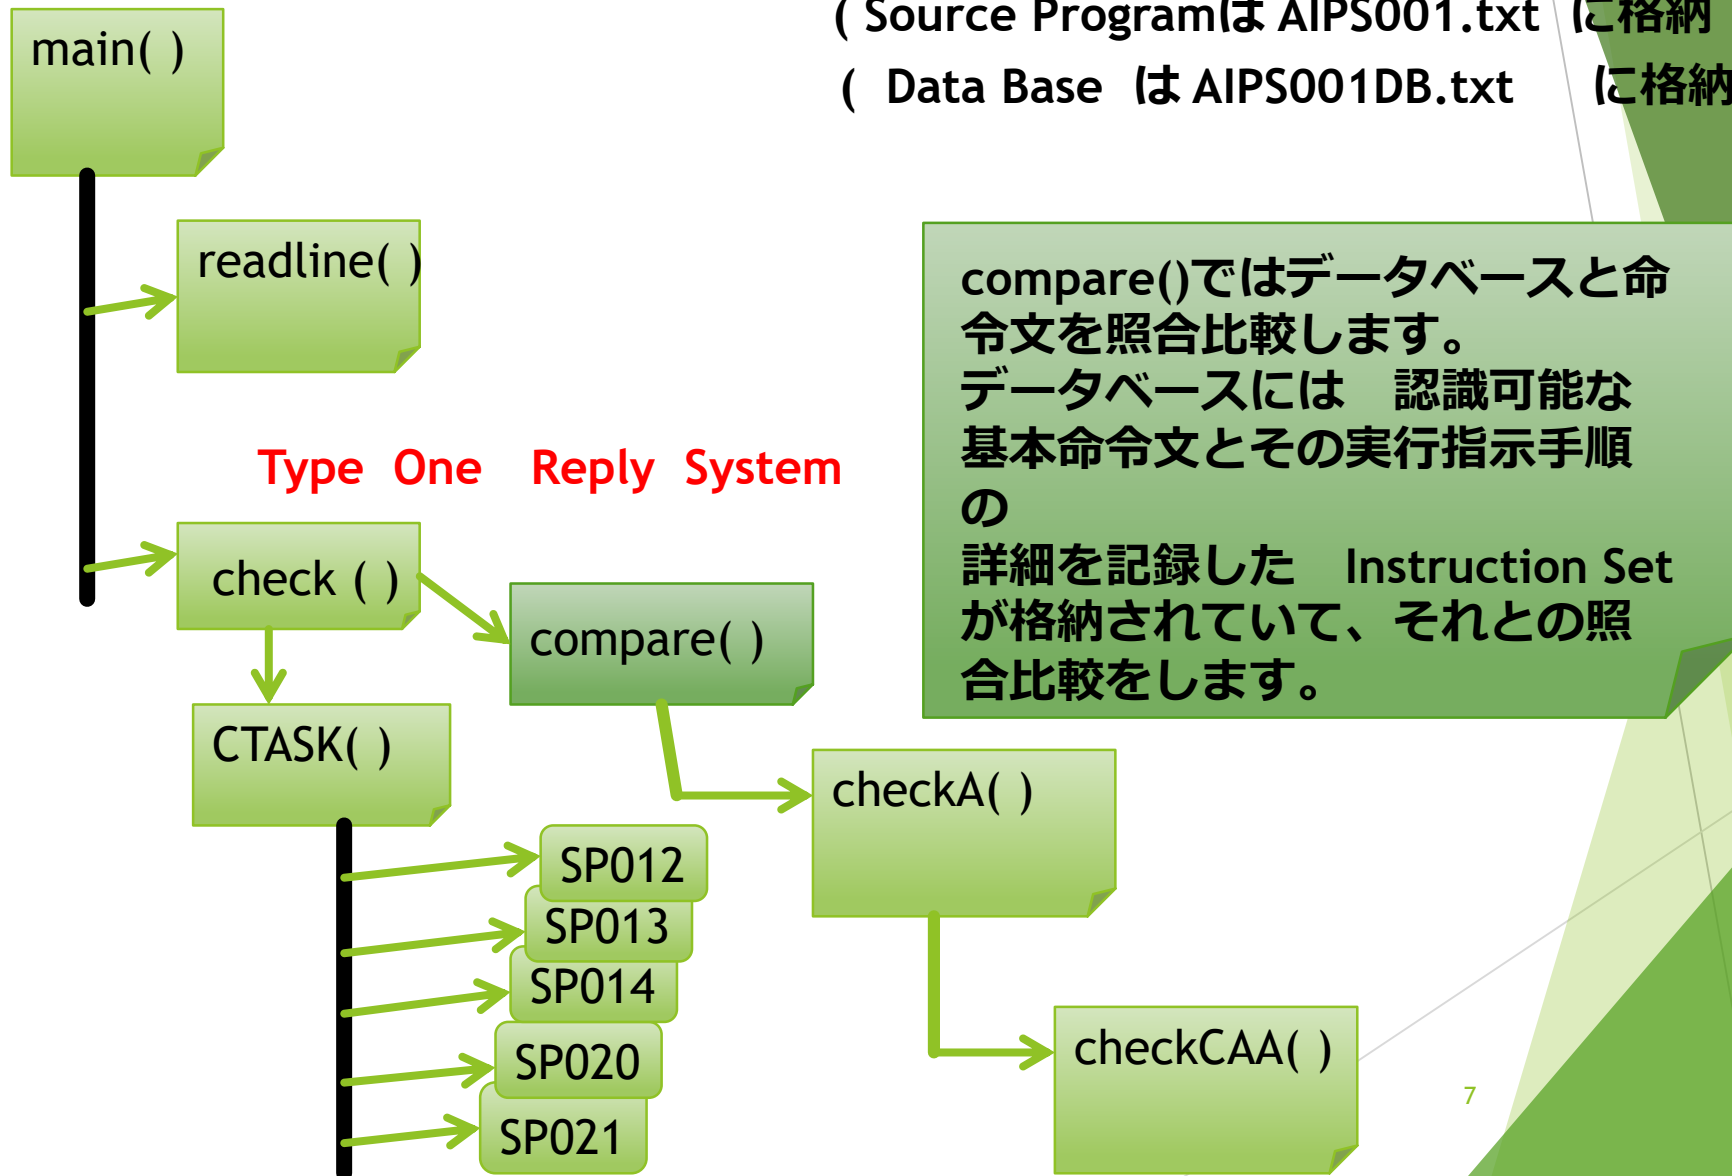 ( Source Programは AIPS001.txt に格納
( Data Base は AIPS001DB.txt に格納
main( )
readline( )
compare()ではデータベースと命
令文を照合比較します。
データベースには 認識可能な
基本命令文とその実行指示手順
の
詳細を記録した Instruction Set
が格納されていて、それとの照
合比較をします。
Type One Reply System
check ( )
compare( )
CTASK( )
checkA( )
SP012
SP013
SP014
SP020
SP021
checkCAA( )
7